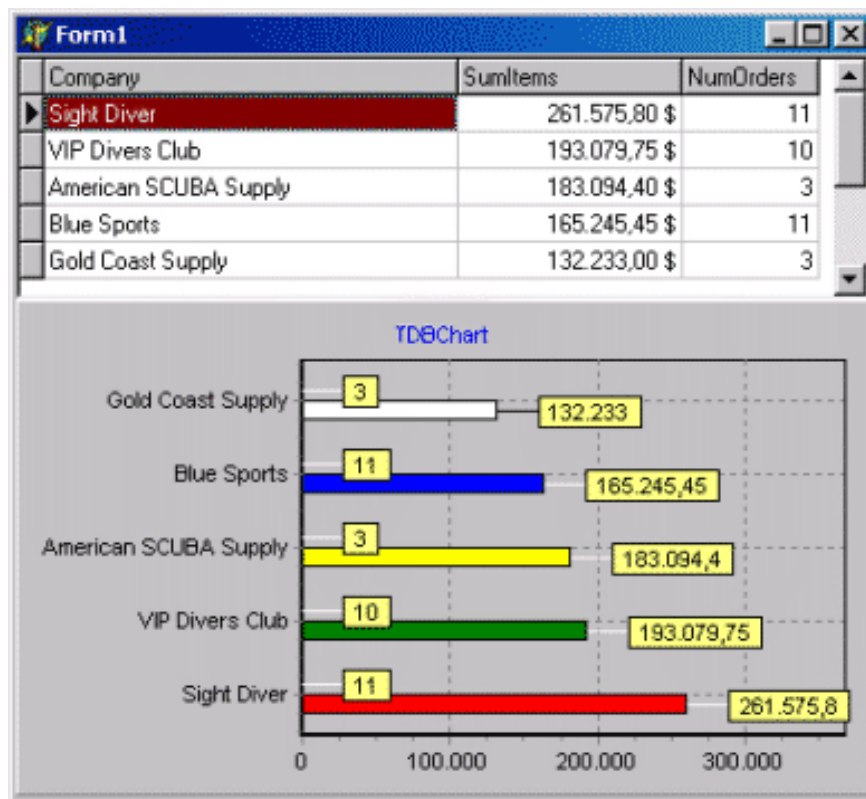 Form1
Company SumItems NumOrders
Sight Diver 261.575,80 $ 11
VIP Divers Club 193.079,75 $ 10
American SCUBA Supply 183.094,40 $ 3
Blue Sports 165.245,45 $ 11
Gold Coast Supply 132.233,00 $ 3
TDBChart
3
Gold Coast Supply 132.233
11
Blue Sports 165.245,45
3
American SCUBA Supply 183.094,4
10
VIP Divers Club 193.079,75
11
Sight Diver 261.575,8
0 100.000 200.000 300.000